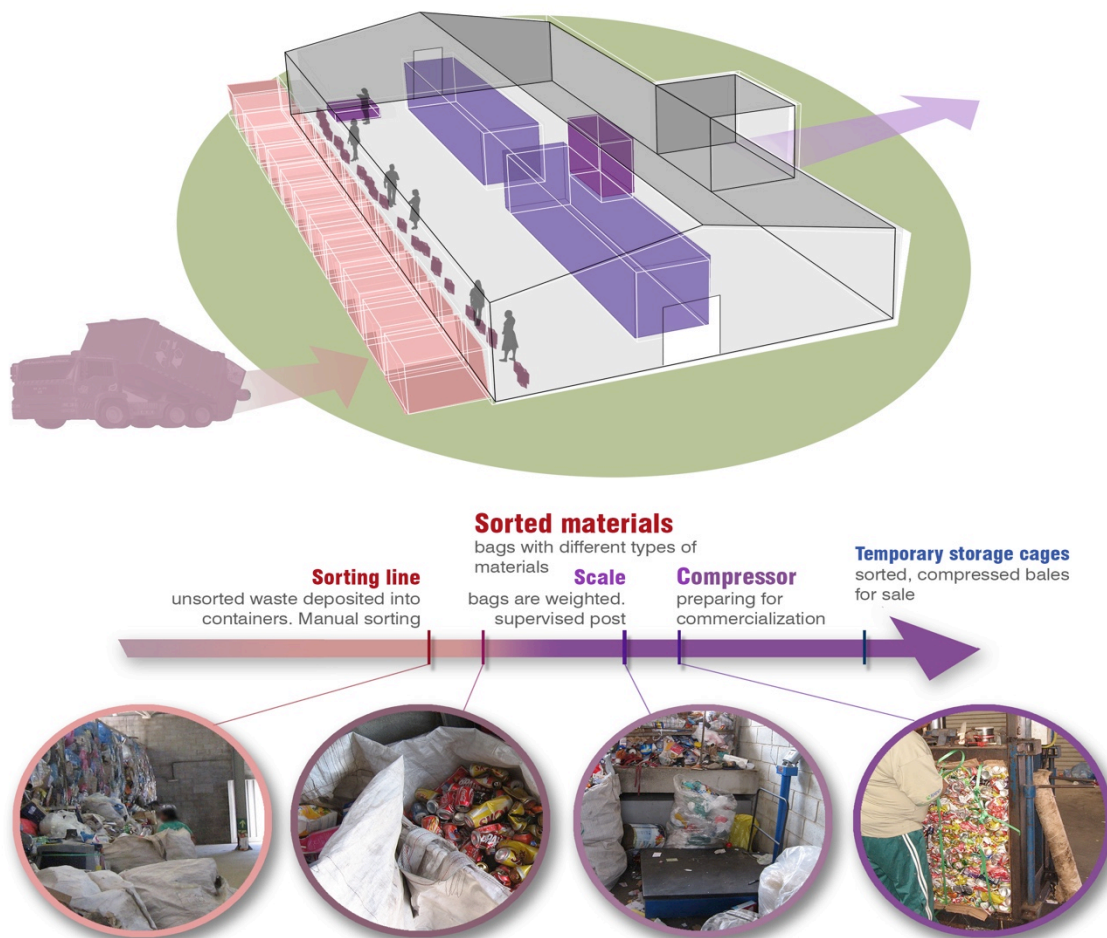 Sorting line
unsorted waste deposited into
containers. Manual sorting
Sorted materials
bags with different types of
materials
Scale
bags are weighted.
supervised post
Compressor
preparing for
commercialization
Temporary storage cages
sorted, compressed bales
for sale